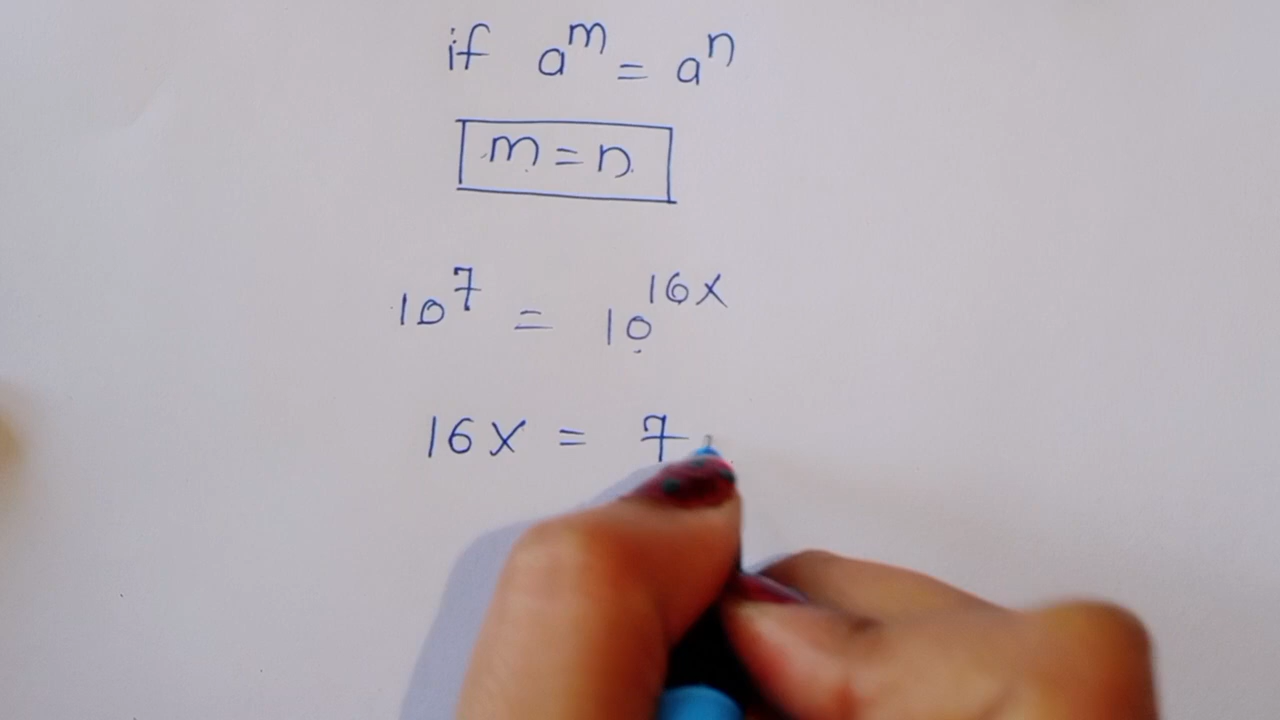 if a^m = a^n
m = n
10^7 = 10^16x
16x = 7